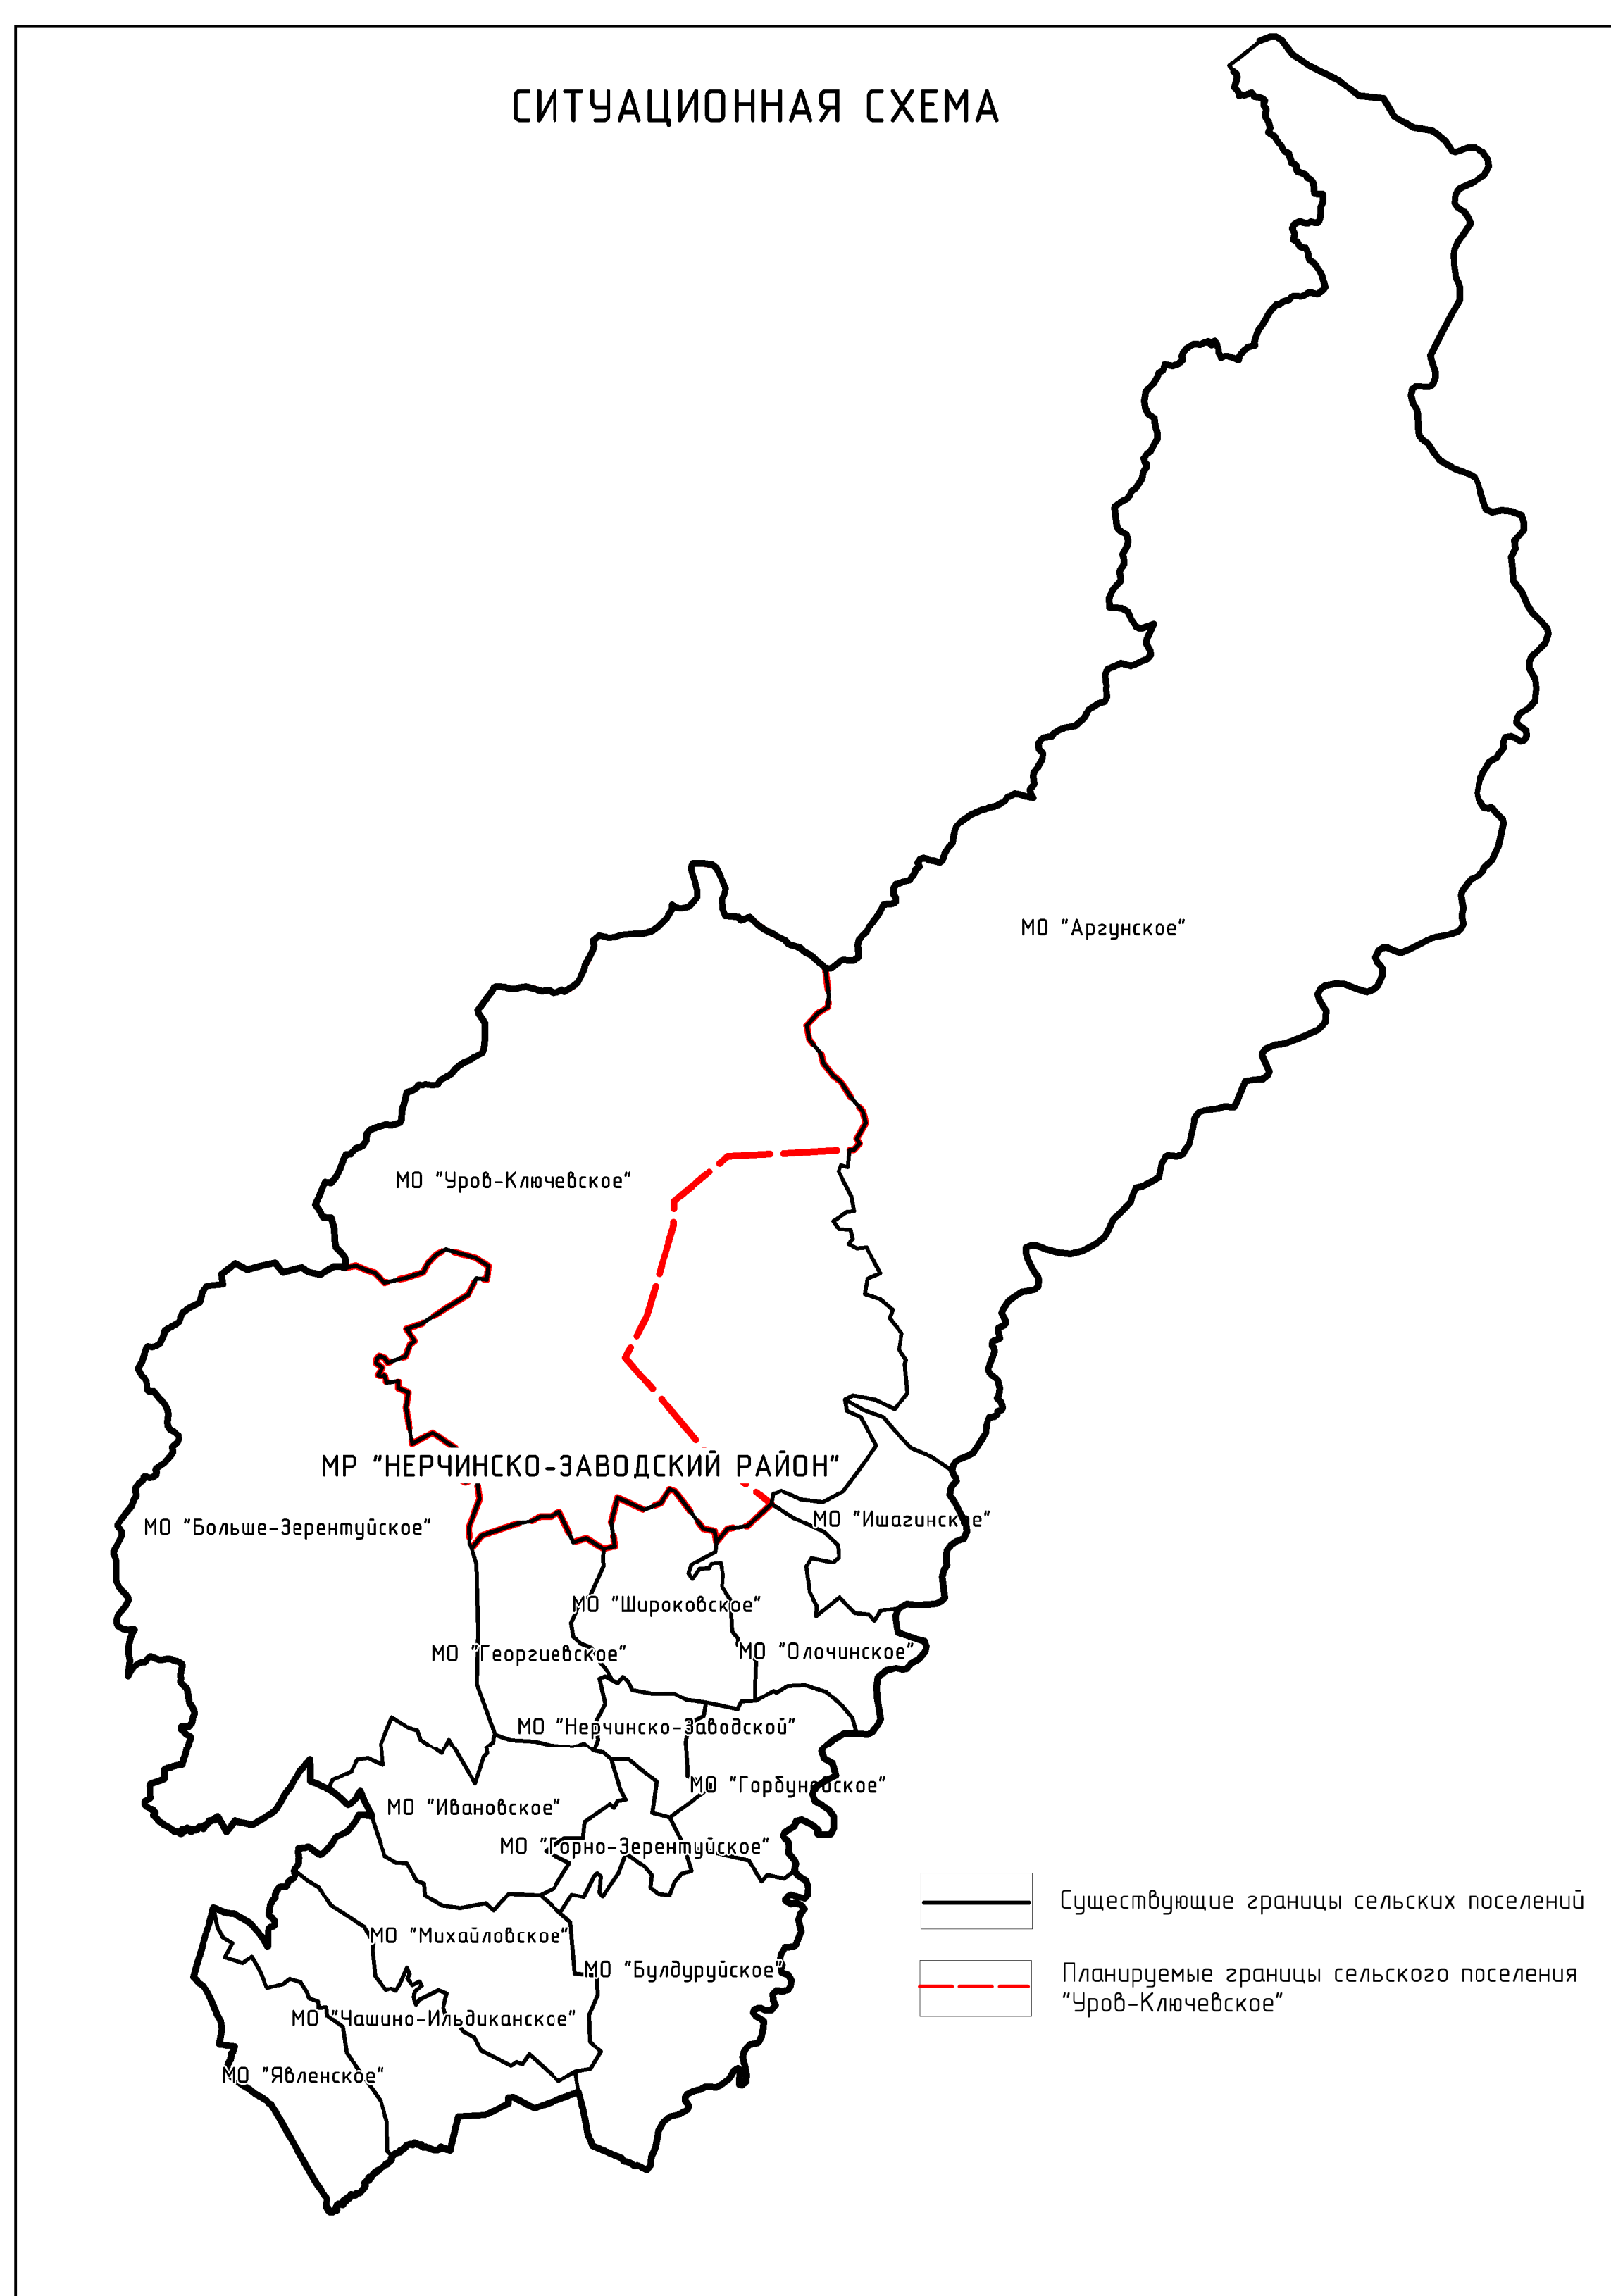 СИТУАЦИОННАЯ СХЕМА
МО "Аргунское"
МО "Уров-Ключевское"
МР "НЕРЧИНСКО-ЗАВОДСКИЙ РАЙОН"
МО "Ишагинское"
МО "Больше-Зерентуйское"
МО "Широковское"
МО "Олочинское"
МО "Георгиевское"
МО "Нерчинско-Заводской"
МО "Горбуновское"
МО "Ивановское"
МО "Горно-Зерентуйское"
Существующие границы сельских поселений
МО "Михайловское"
МО "Булдуруйское"
Планируемые границы сельского поселения
"Уров-Ключевское"
МО "Чашино-Ильдиканское"
МО "Явленское"